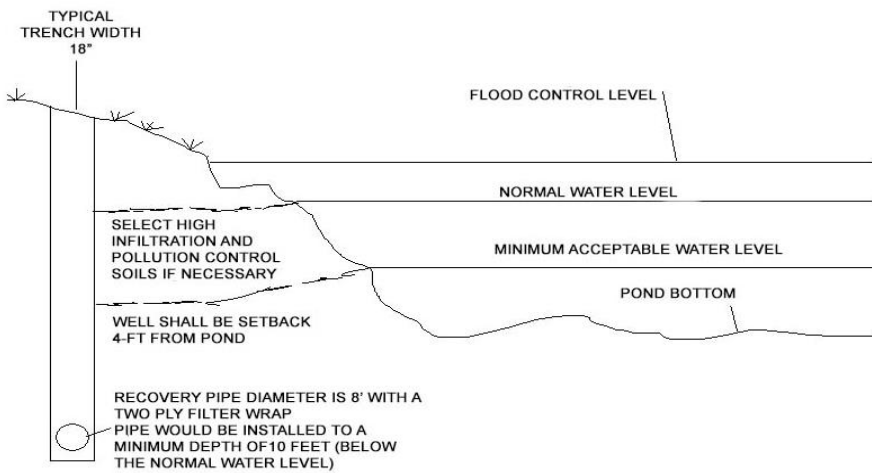 TYPICAL
TRENCH WIDTH
18"
FLOOD CONTROL LEVEL
NORMAL WATER LEVEL
SELECT HIGH
INFILTRATION AND
POLLUTION CONTROL
SOILS IF NECESSARY
MINIMUM ACCEPTABLE WATER LEVEL
POND BOTTOM
WELL SHALL BE SETBACK
4-FT FROM POND
RECOVERY PIPE DIAMETER IS 8' WITH A
TWO PLY FILTER WRAP
PIPE WOULD BE INSTALLED TO A
MINIMUM DEPTH OF10 FEET (BELOW
THE NORMAL WATER LEVEL)